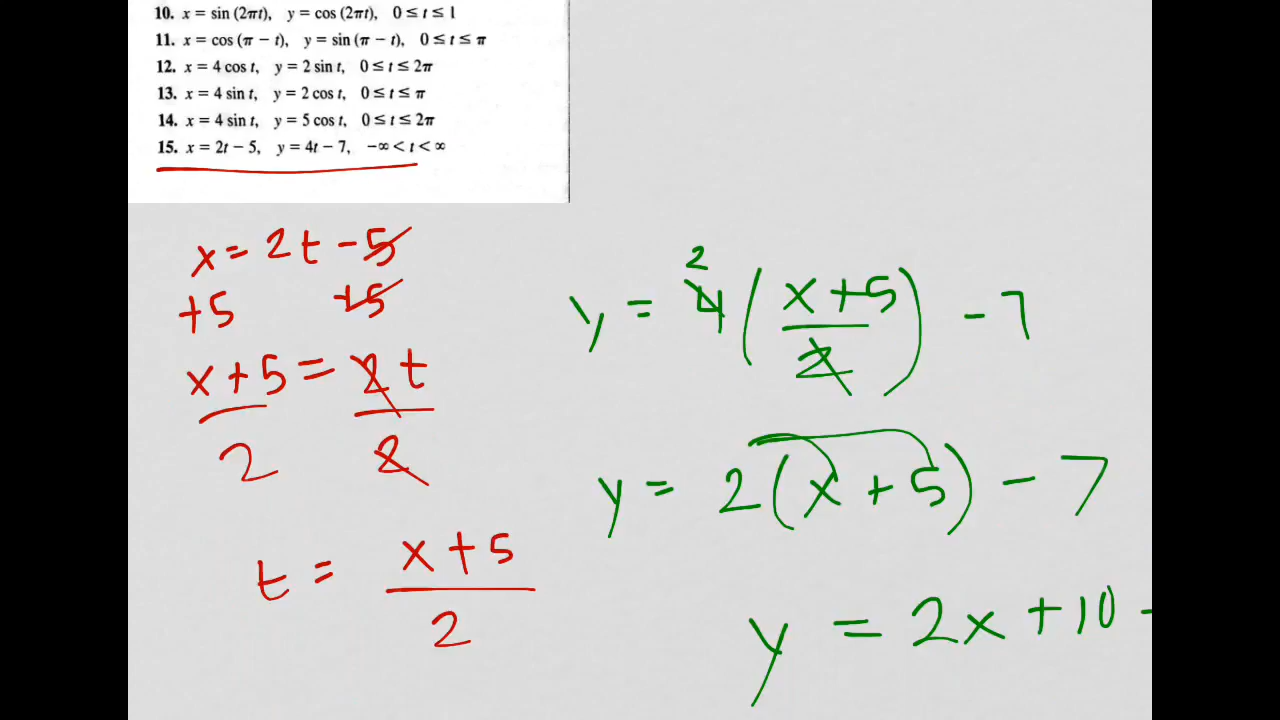 10. x = sin (2πt), y = cos (2πt), 0 ≤ t ≤ 1
11. x = cos (π − t), y = sin (π − t), 0 ≤ t ≤ π
12. x = 4 cos t, y = 2 sin t, 0 ≤ t ≤ 2π
13. x = 4 sin t, y = 2 cos t, 0 ≤ t ≤ π
14. x = 4 sin t, y = 5 cos t, 0 ≤ t ≤ 2π
15. x = 2t − 5, y = 4t − 7, −∞ < t < ∞
x = 2t − 5
+5 +5
x + 5 = 2t
2 2
t = x + 5
2
2
y = 4 ( x + 5 ) − 7
2
y = 2 (x + 5) − 7
y = 2x + 10 −